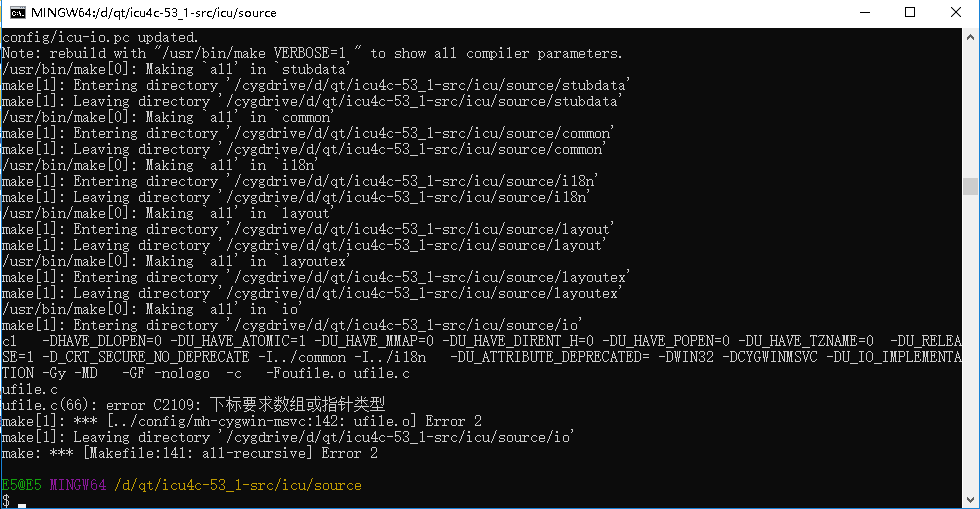 MINGW64:/d/qt/icu4c-53_1-src/icu/source
config/icu-io.pc updated.
Note: rebuild with "/usr/bin/make VERBOSE=1 " to show all compiler parameters.
/usr/bin/make[0]: Making `all' in `stubdata'
make[1]: Entering directory '/cygdrive/d/qt/icu4c-53_1-src/icu/source/stubdata'
make[1]: Leaving directory '/cygdrive/d/qt/icu4c-53_1-src/icu/source/stubdata'
/usr/bin/make[0]: Making `all' in `common'
make[1]: Entering directory '/cygdrive/d/qt/icu4c-53_1-src/icu/source/common'
make[1]: Leaving directory '/cygdrive/d/qt/icu4c-53_1-src/icu/source/common'
/usr/bin/make[0]: Making `all' in `i18n'
make[1]: Entering directory '/cygdrive/d/qt/icu4c-53_1-src/icu/source/i18n'
make[1]: Leaving directory '/cygdrive/d/qt/icu4c-53_1-src/icu/source/i18n'
/usr/bin/make[0]: Making `all' in `layout'
make[1]: Entering directory '/cygdrive/d/qt/icu4c-53_1-src/icu/source/layout'
make[1]: Leaving directory '/cygdrive/d/qt/icu4c-53_1-src/icu/source/layout'
/usr/bin/make[0]: Making `all' in `layoutex'
make[1]: Entering directory '/cygdrive/d/qt/icu4c-53_1-src/icu/source/layoutex'
make[1]: Leaving directory '/cygdrive/d/qt/icu4c-53_1-src/icu/source/layoutex'
/usr/bin/make[0]: Making `all' in `io'
make[1]: Entering directory '/cygdrive/d/qt/icu4c-53_1-src/icu/source/io'
cl   -DHAVE_DLOPEN=0 -DU_HAVE_ATOMIC=1 -DU_HAVE_MMAP=0 -DU_HAVE_DIRENT_H=0 -DU_HAVE_POPEN=0 -DU_HAVE_TZNAME=0  -DU_RELEA
SE=1 -D_CRT_SECURE_NO_DEPRECATE -I../common -I../i18n   -DU_ATTRIBUTE_DEPRECATED= -DWIN32 -DCYGWINMSVC -DU_IO_IMPLEMENTA
TION -Gy -MD   -GF -nologo  -c   -Foufile.o ufile.c
ufile.c
ufile.c(66): error C2109: 下标要求数组或指针类型
make[1]: *** [../config/mh-cygwin-msvc:142: ufile.o] Error 2
make[1]: Leaving directory '/cygdrive/d/qt/icu4c-53_1-src/icu/source/io'
make: *** [Makefile:141: all-recursive] Error 2
E5@E5 MINGW64 /d/qt/icu4c-53_1-src/icu/source
$